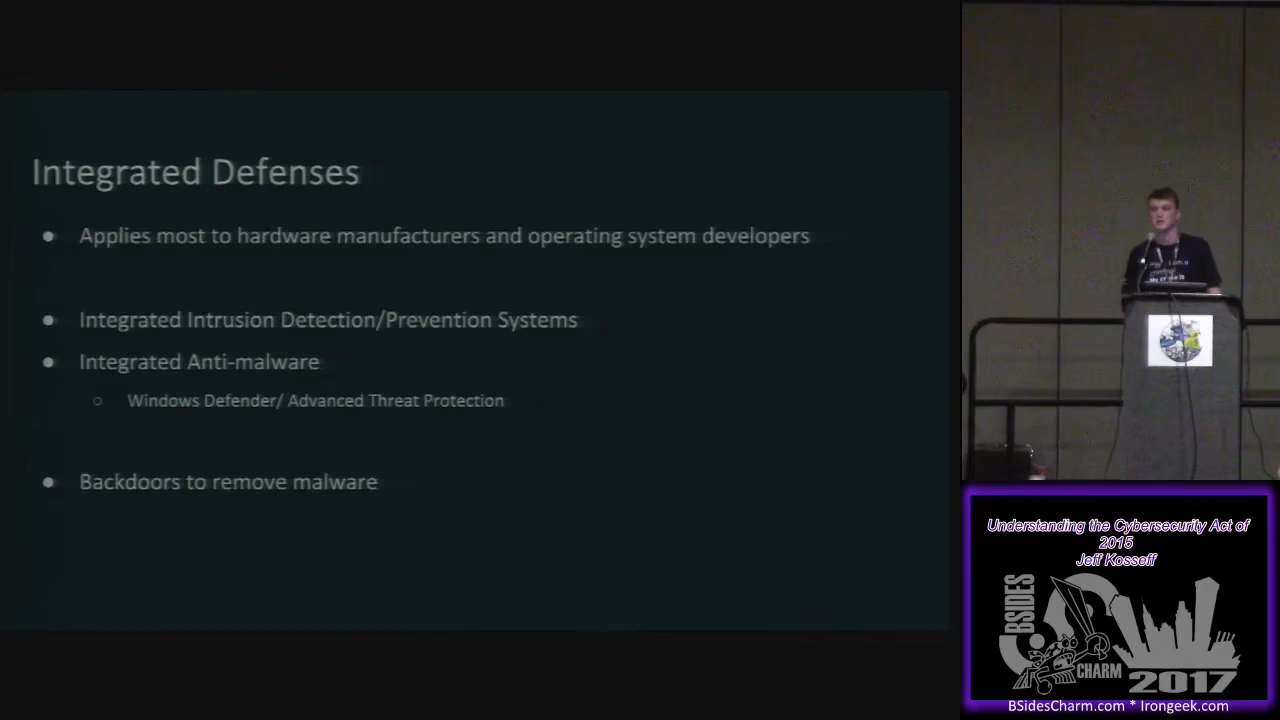 Integrated Defenses
● Applies most to hardware manufacturers and operating system developers
● Integrated Intrusion Detection/Prevention Systems
● Integrated Anti-malware
○ Windows Defender/ Advanced Threat Protection
● Backdoors to remove malware
Understanding the Cybersecurity Act of
2015
Jeff Kosseff
BSIDES
CHARM
2017
BSidesCharm.com * Irongeek.com